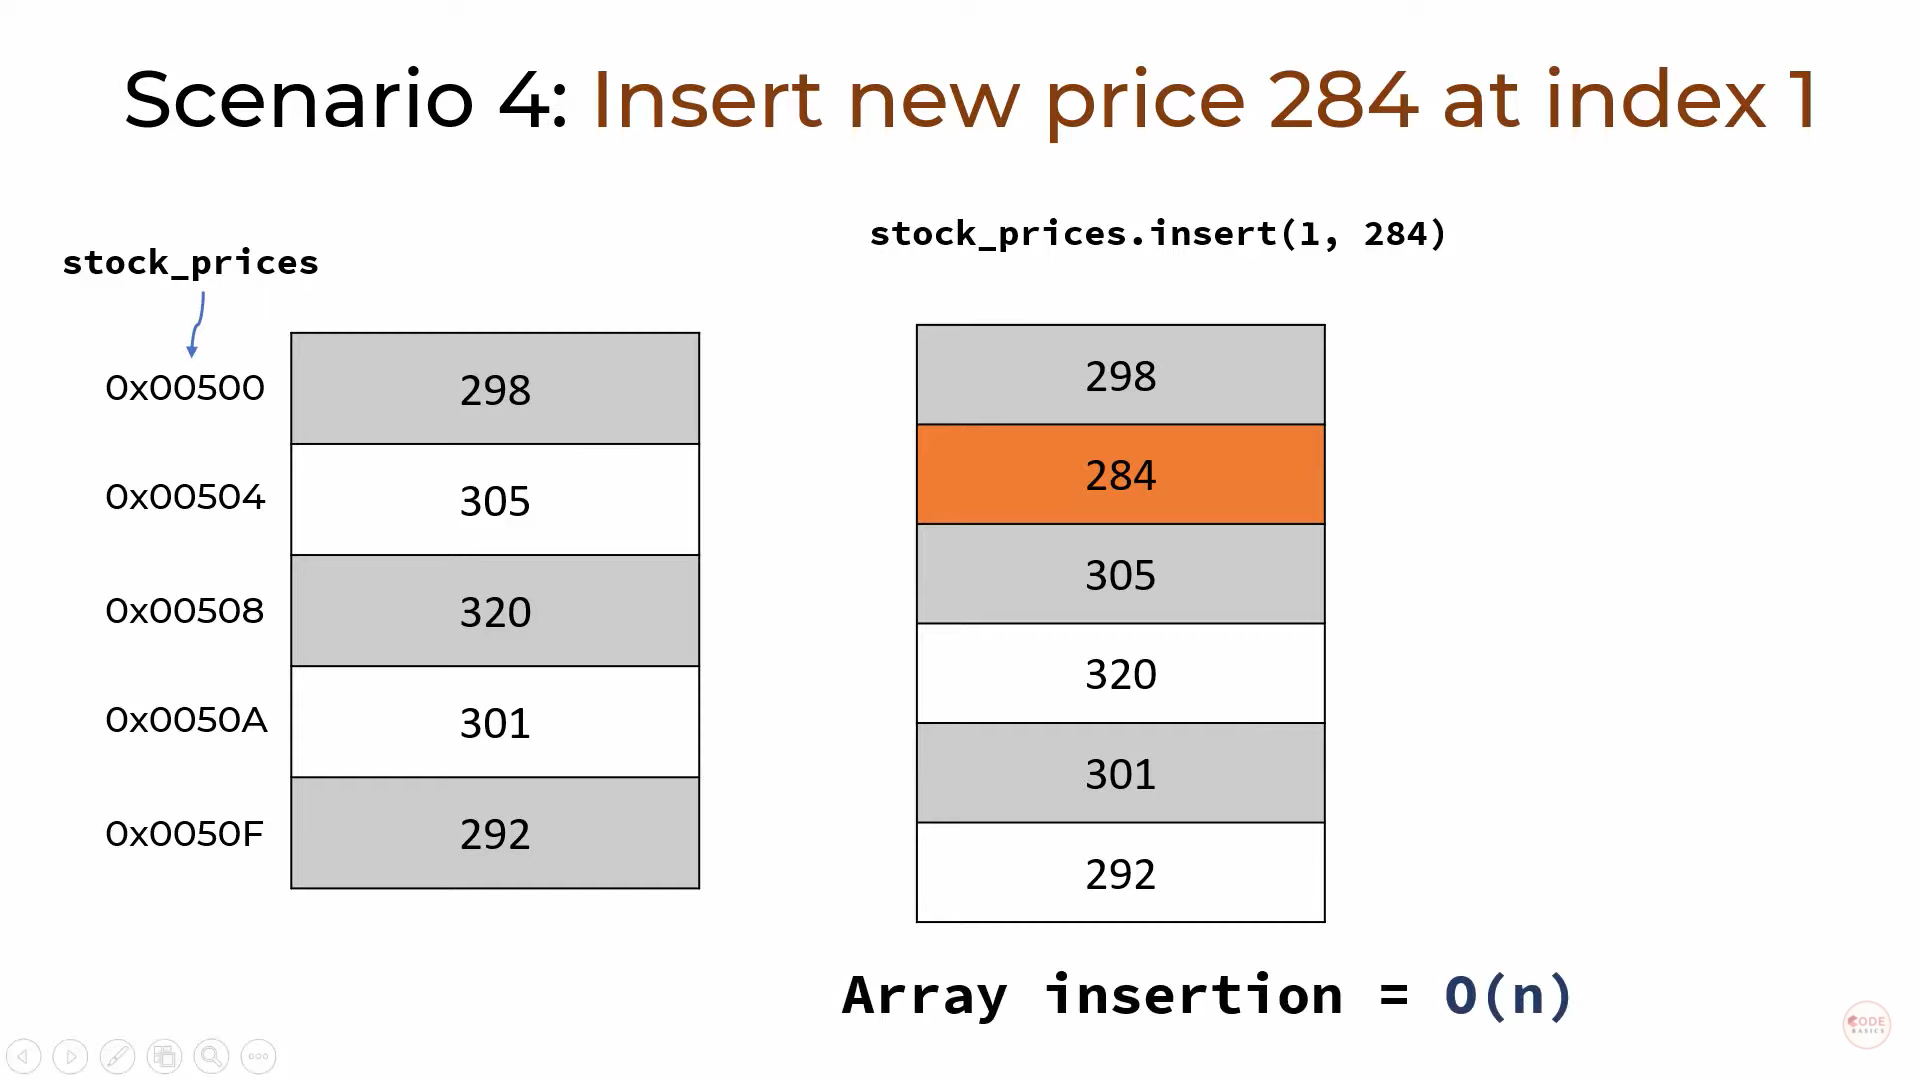 Scenario 4: Insert new price 284 at index 1
stock_prices.insert(1, 284)
stock_prices
0x00500
298
0x00504
305
0x00508
320
0x0050A
301
0x0050F
292
298
284
305
320
301
292
Array insertion = O(n)
CODE
BASICS